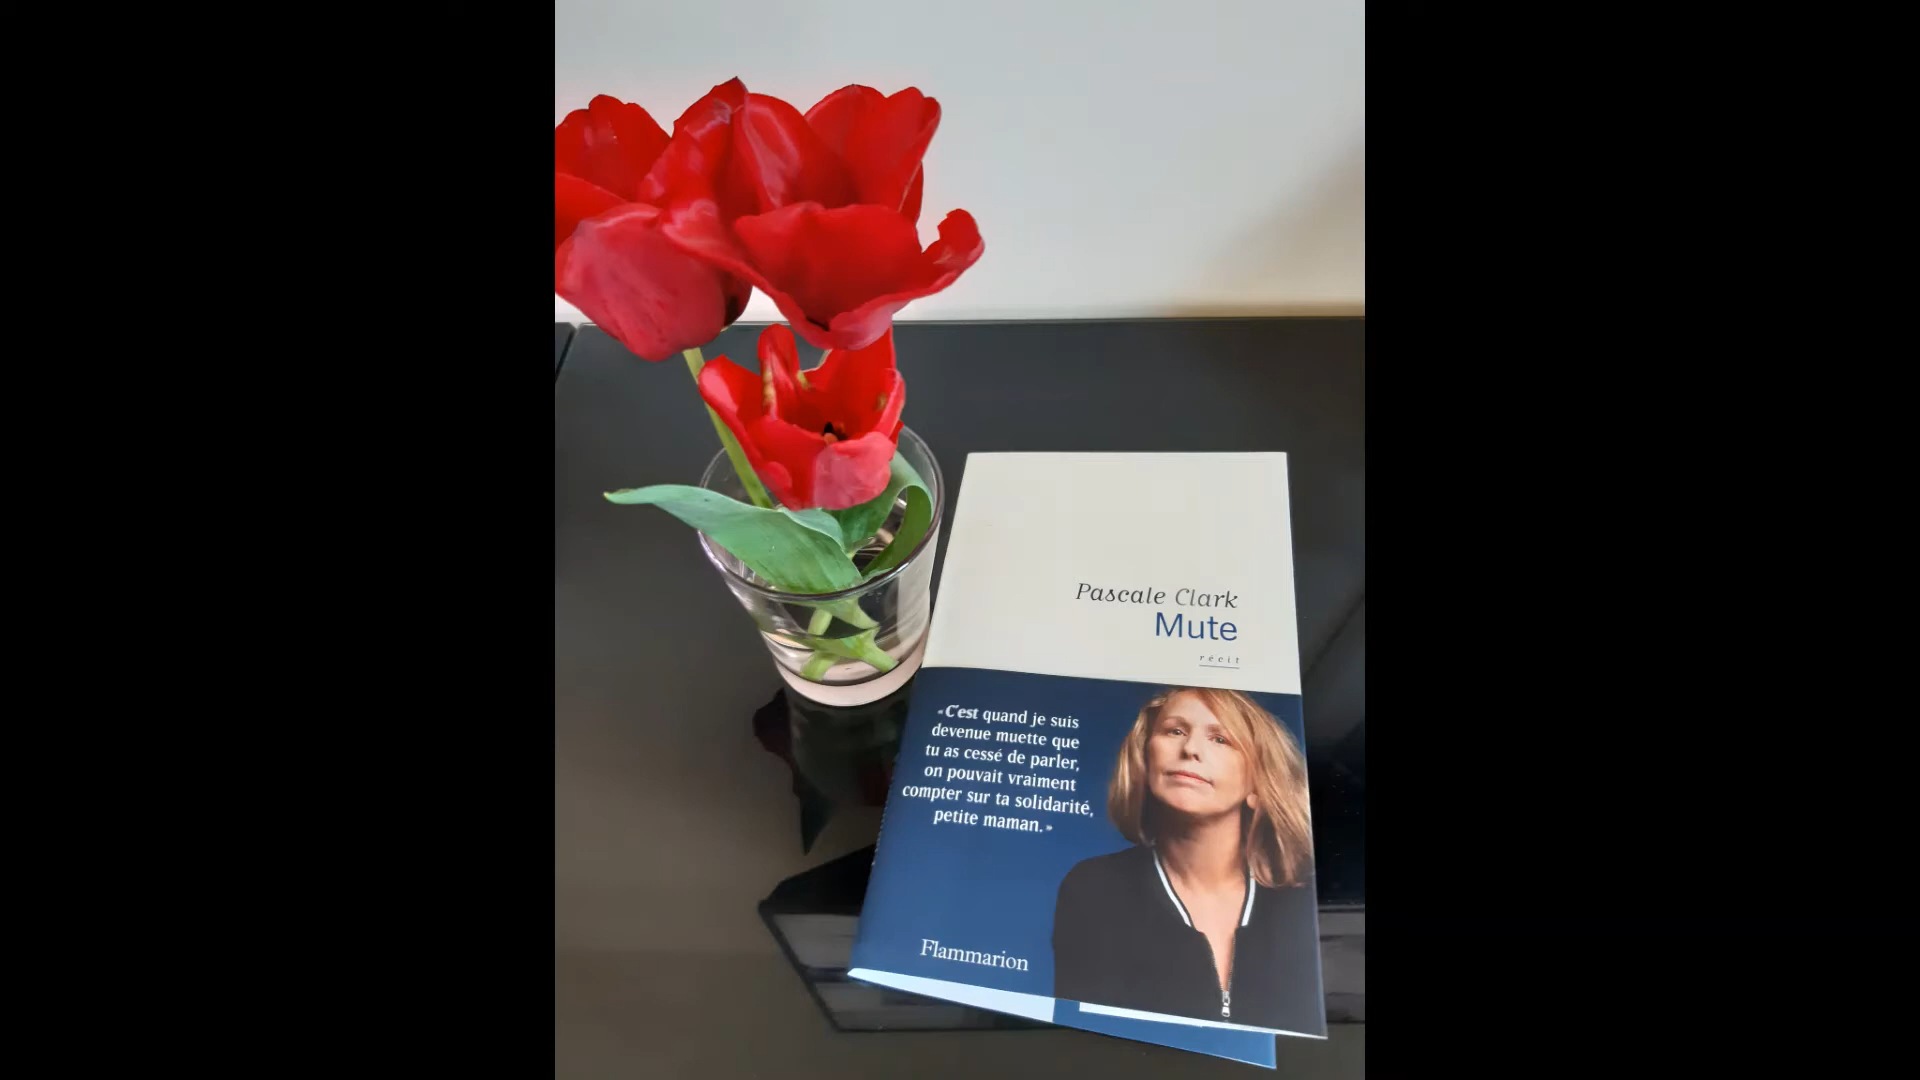 Pascale Clark
Mute
récit
«C'est quand je suis
devenue muette que
tu as cessé de parler,
on pouvait vraiment
compter sur ta solidarité,
petite maman.»
Flammarion